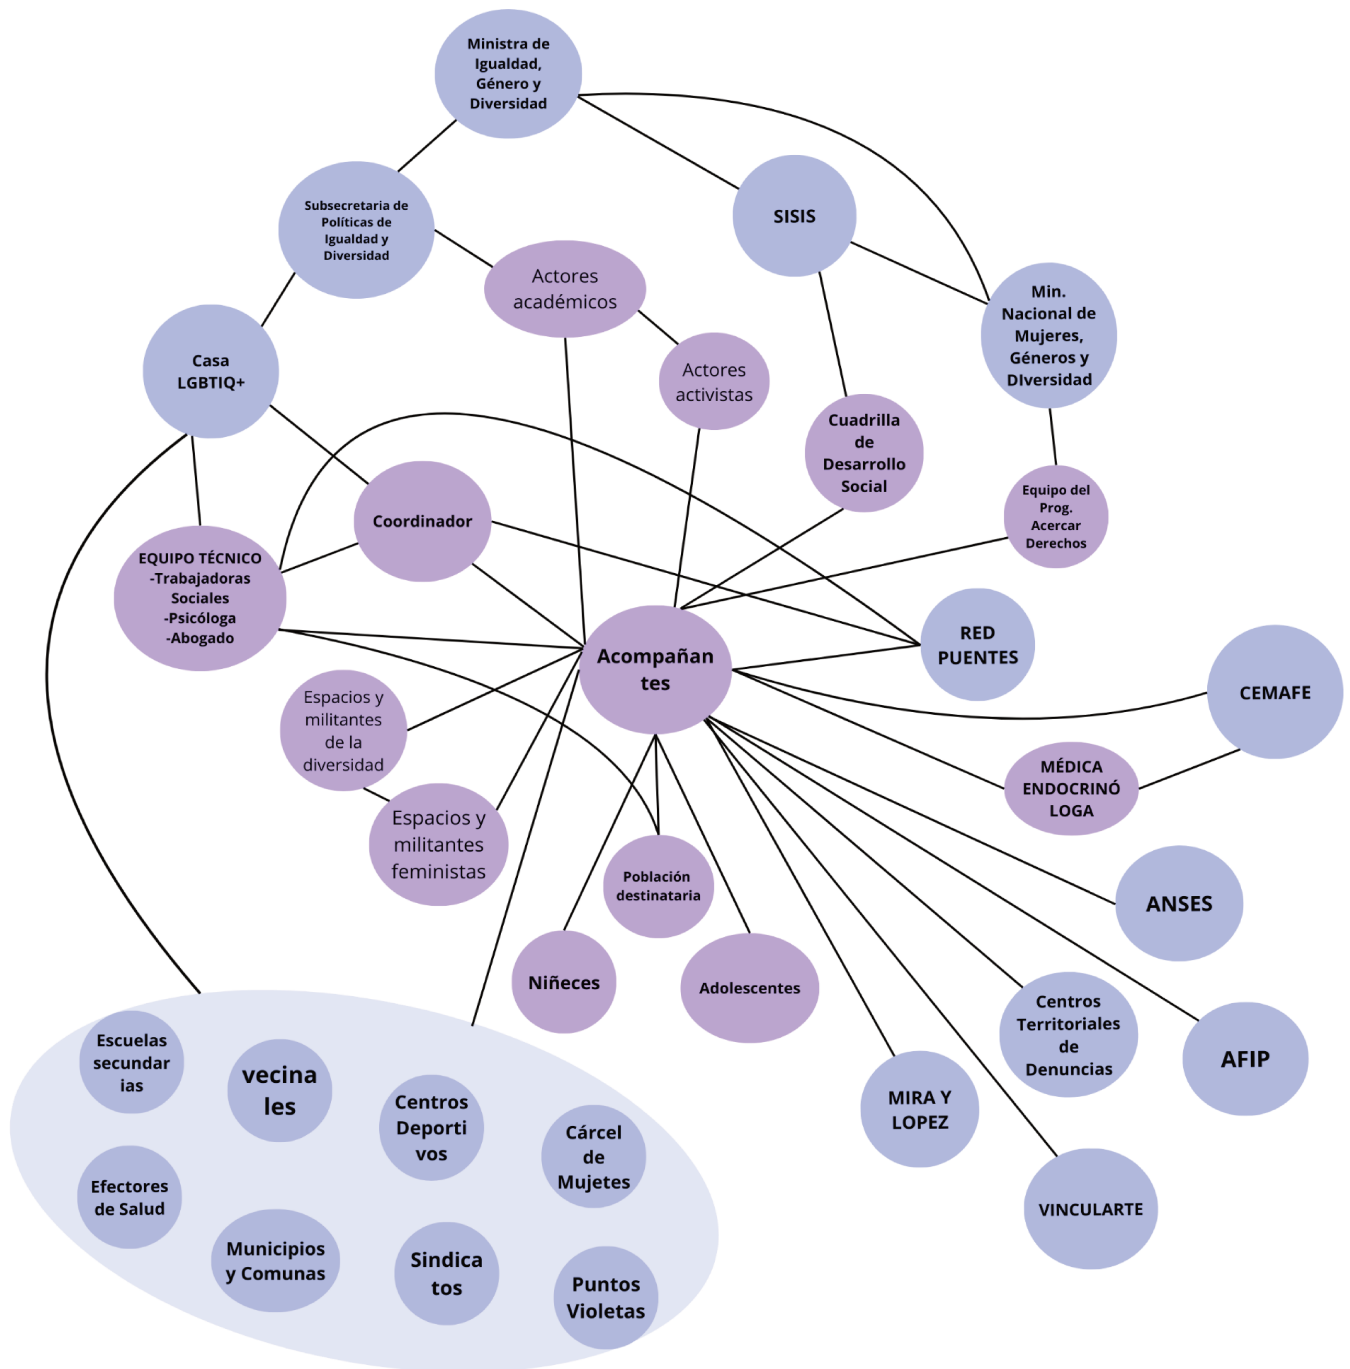 Ministra de
Igualdad,
Género y
Diversidad
Subsecretaria de
Políticas de
Igualdad y
Diversidad
SISIS
Actores
académicos
Min.
Nacional de
Mujeres,
Géneros y
DIversidad
Casa
LGBTIQ+
Actores
activistas
Cuadrilla
de
Desarrollo
Social
Equipo del
Prog.
Acercar
Derechos
Coordinador
EQUIPO TÉCNICO
-Trabajadoras
Sociales
-Psicóloga
-Abogado
Acompañan
tes
RED
PUENTES
CEMAFE
Espacios y
militantes
de la
diversidad
MÉDICA
ENDOCRINÓ
LOGA
Espacios y
militantes
feministas
Población
destinataria
ANSES
Niñeces
Adolescentes
Centros
Territoriales
de
Denuncias
AFIP
MIRA Y
LOPEZ
VINCULARTE
Escuelas
secundar
ias
vecina
les
Centros
Deporti
vos
Cárcel
de
Mujetes
Efectores
de Salud
Municipios
y Comunas
Sindica
tos
Puntos
Violetas